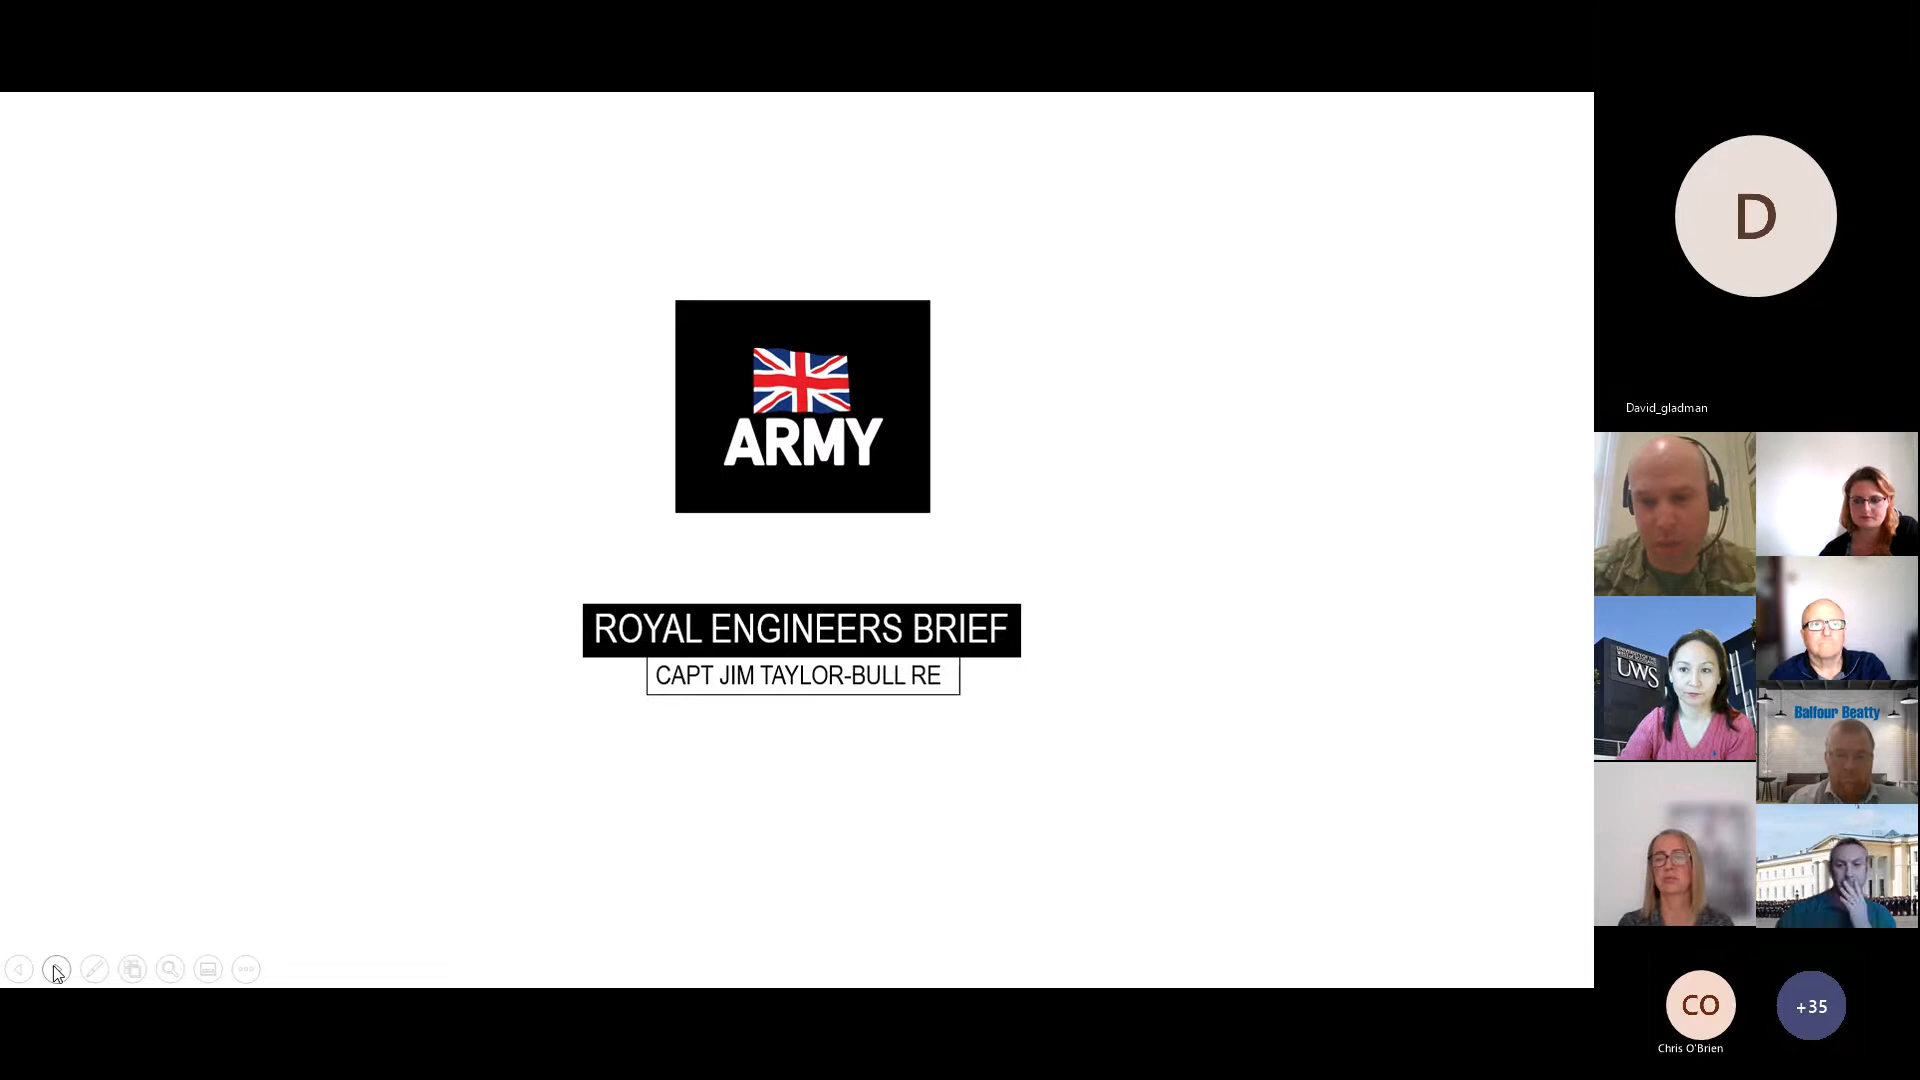 ARMY
ROYAL ENGINEERS BRIEF
CAPT JIM TAYLOR-BULL RE
D
David_gladman
UWS
Balfour Beatty
CO
+35
Chris O'Brien